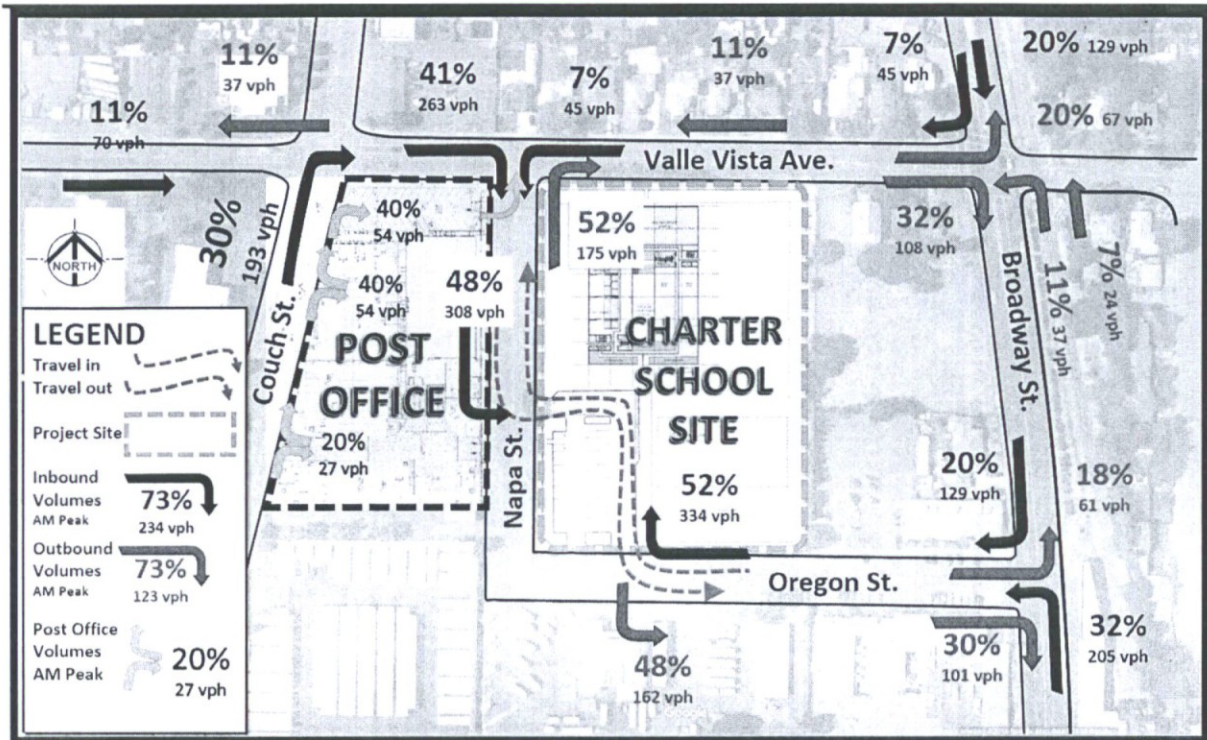 11%
37 vph
41%
263 vph
7%
45 vph
11%
37 vph
7%
45 vph
20% 129 vph
11%
70 vph
20% 67 vph
Valle Vista Ave.
30%
193 vph
NORTH
40%
54 vph
52%
175 vph
32%
108 vph
7% 24 vph
11% 37 vph
Broadway St.
40%
54 vph
48%
308 vph
Couch St.
POST
OFFICE
CHARTER
SCHOOL
SITE
20%
27 vph
Napa St.
52%
334 vph
20%
129 vph
18%
61 vph
Oregon St.
48%
162 vph
30%
101 vph
32%
205 vph
LEGEND
Travel in
Travel out
Project Site
Inbound
Volumes
AM Peak
73%
234 vph
Outbound
Volumes
AM Peak
73%
123 vph
Post Office
Volumes
AM Peak
20%
27 vph